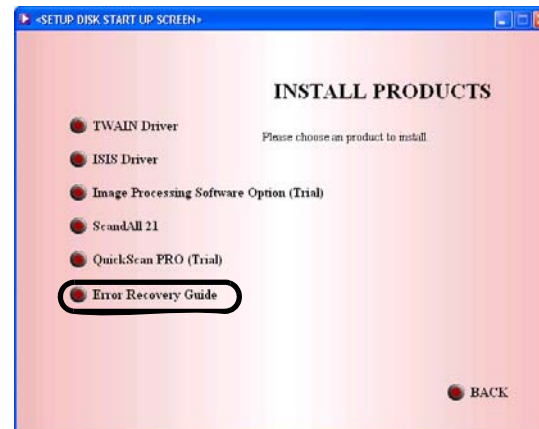 <SETUP DISK START UP SCREEN>
INSTALL PRODUCTS
Please choose an product to install.
TWAIN Driver
ISIS Driver
Image Processing Software Option (Trial)
ScandAll 21
QuickScan PRO (Trial)
Error Recovery Guide
BACK